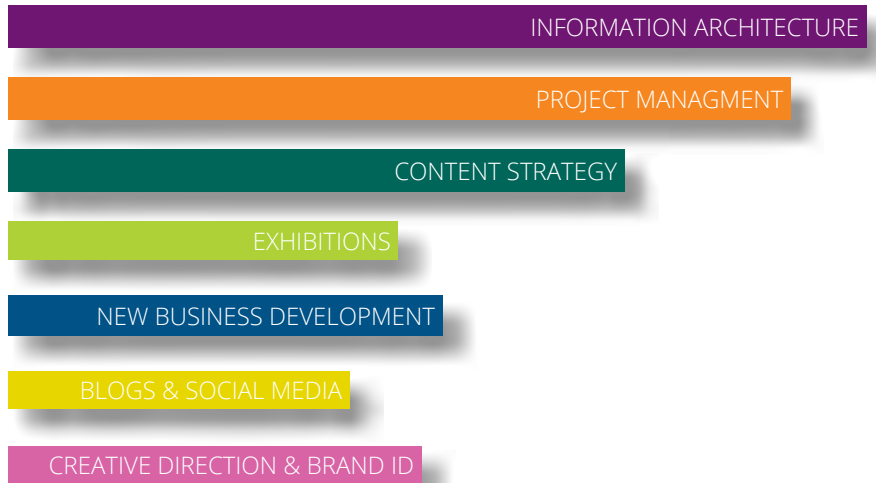 INFORMATION ARCHITECTURE
PROJECT MANAGMENT
CONTENT STRATEGY
EXHIBITIONS
NEW BUSINESS DEVELOPMENT
BLOGS & SOCIAL MEDIA
CREATIVE DIRECTION & BRAND ID